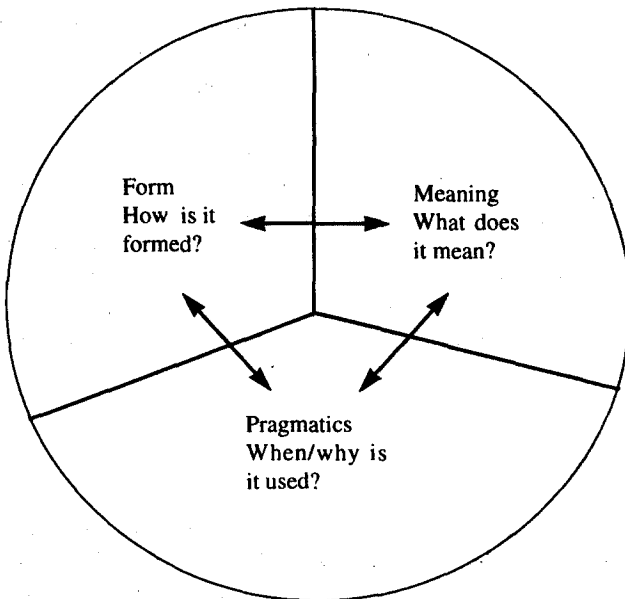 Form
How is it
formed?
Meaning
What does
it mean?
Pragmatics
When/why is
it used?